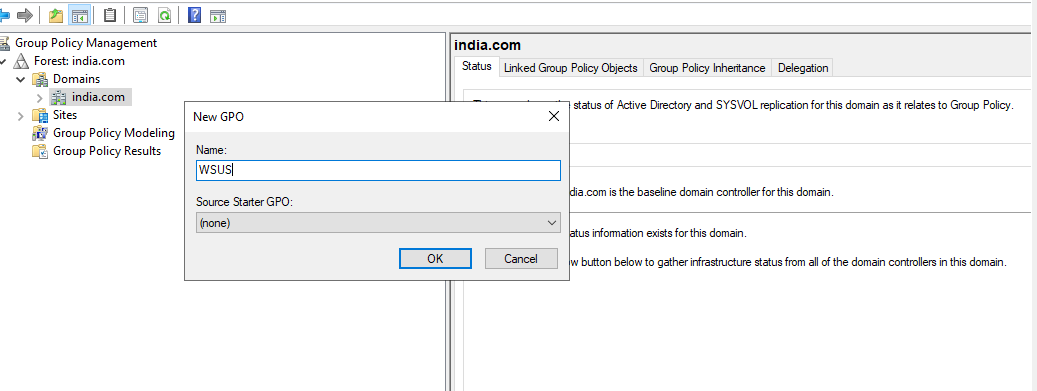 Group Policy Management
Forest: india.com
Domains
india.com
Sites
Group Policy Modeling
Group Policy Results
india.com
Status Linked Group Policy Objects Group Policy Inheritance Delegation
status of Active Directory and SYSVOL replication for this domain as it relates to Group Policy.
dia.com is the baseline domain controller for this domain.
atus information exists for this domain.
w button below to gather infrastructure status from all of the domain controllers in this domain.
New GPO
Name:
WSUS
Source Starter GPO:
(none)
OK Cancel